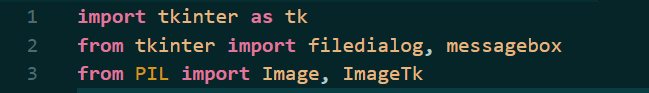 1 import tkinter as tk
2 from tkinter import filedialog, messagebox
3 from PIL import Image, ImageTk